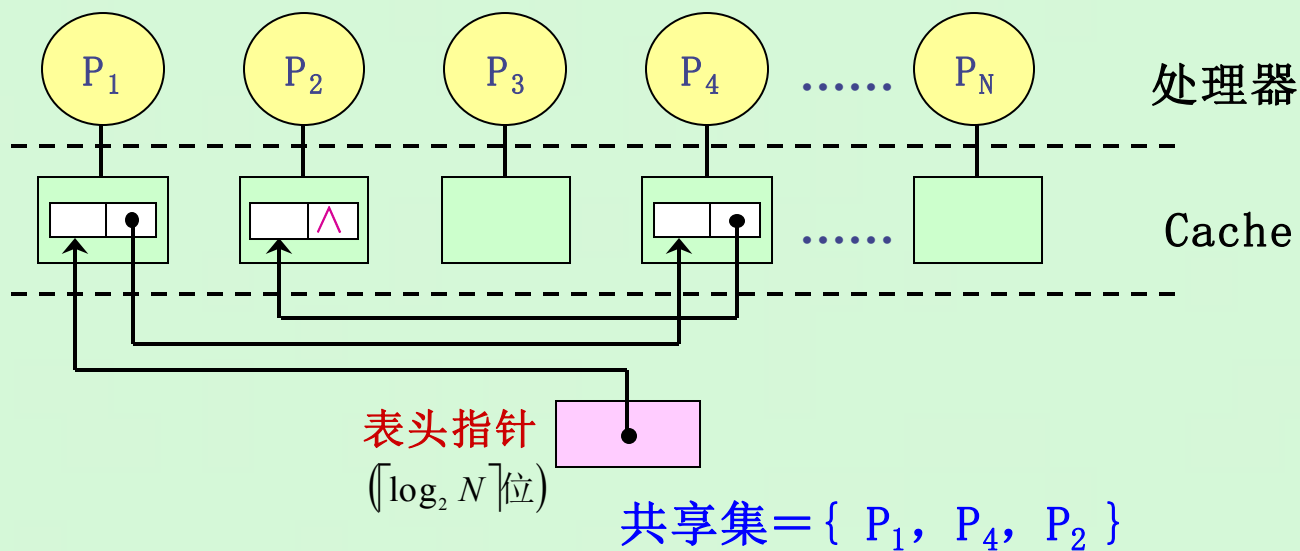 P₁ P₂ P₃ P₄ …… P_N 处理器
∧ …… Cache
表头指针
(⌈log₂ N⌉位)
共享集={ P₁, P₄, P₂ }